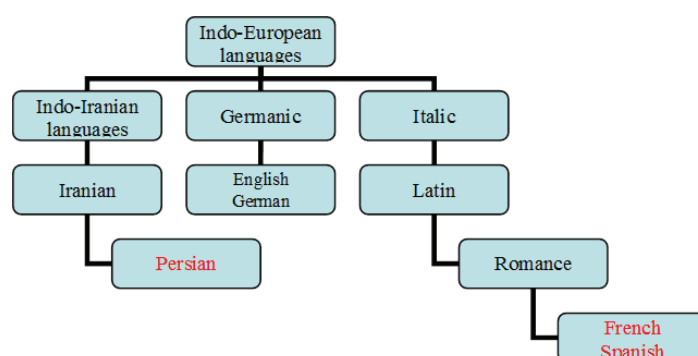 Indo-European
languages
Indo-Iranian
languages
Germanic
Italic
Iranian
English
German
Latin
Persian
Romance
French
Spanish